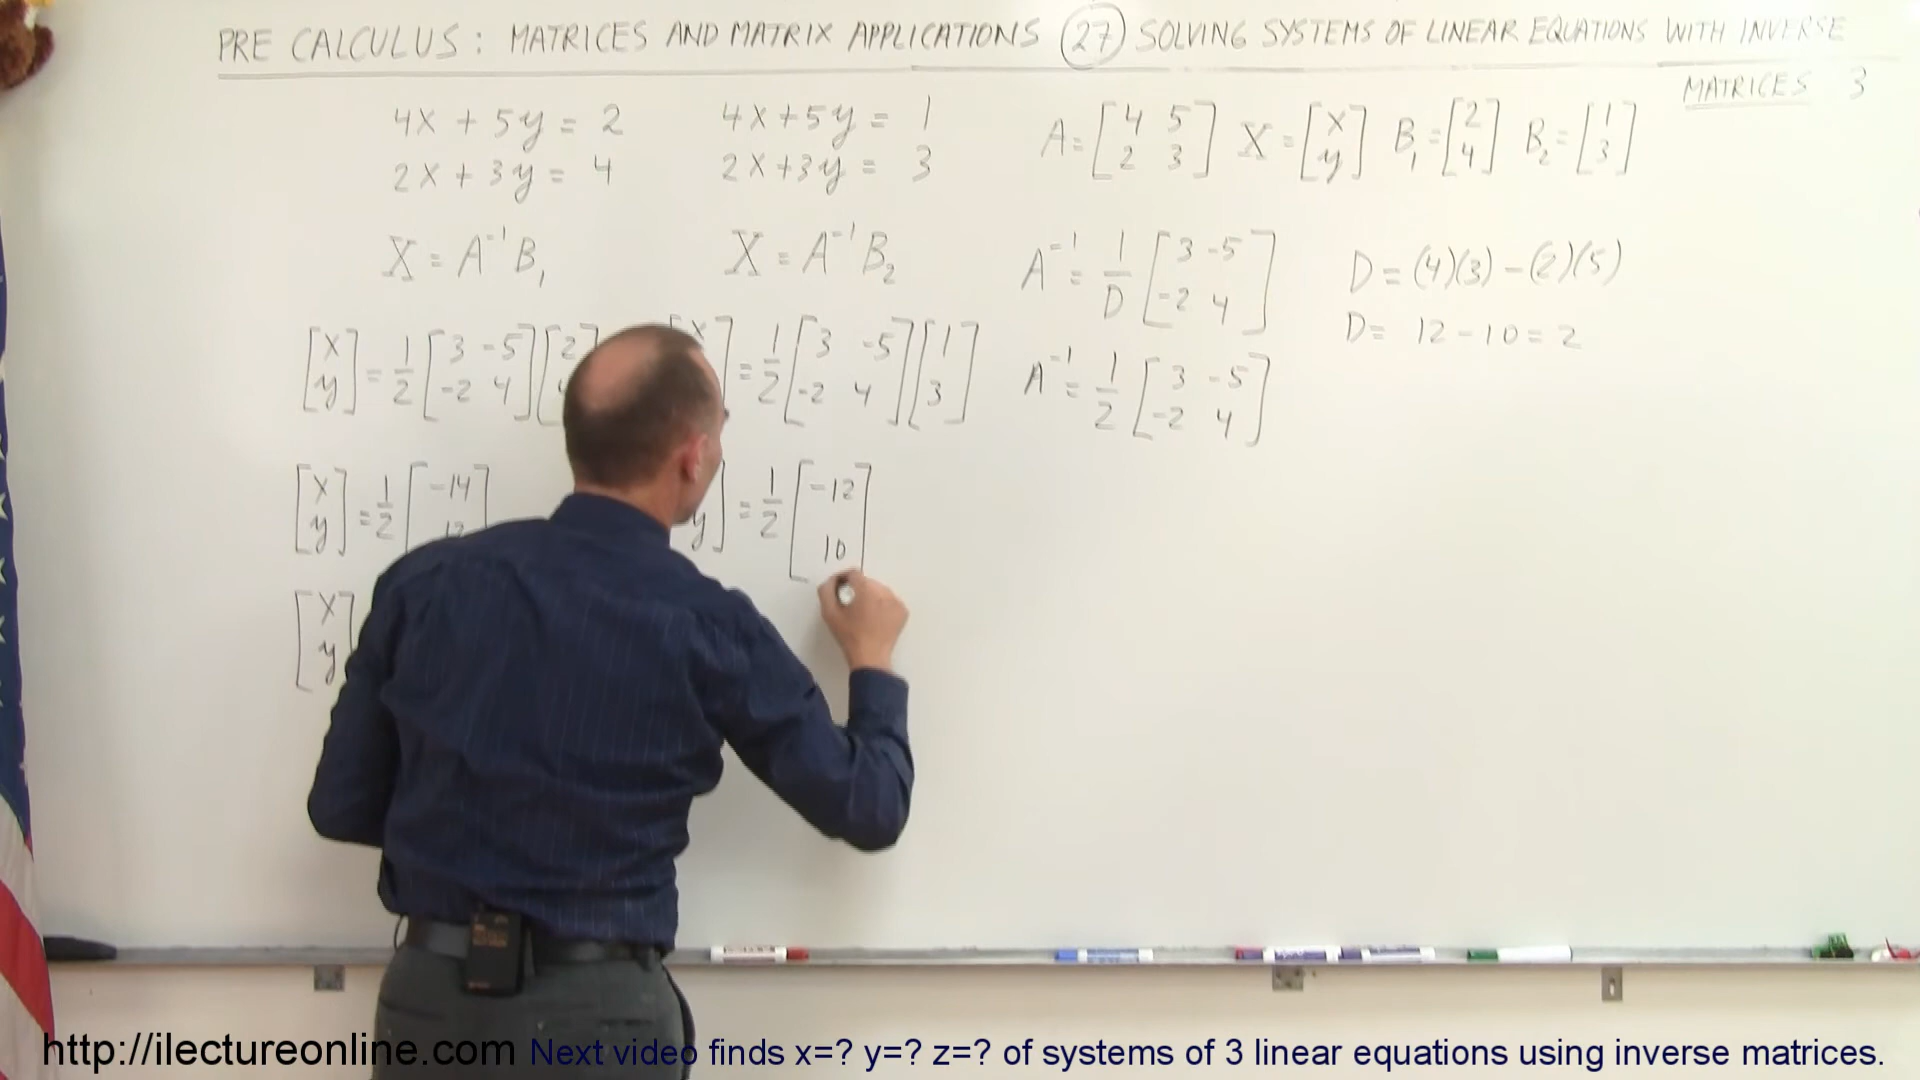 PRE CALCULUS: MATRICES AND MATRIX APPLICATIONS (27) SOLVING SYSTEMS OF LINEAR EQUATIONS WITH INVERSE
MATRICES 3
4x + 5y = 2
2x + 3y = 4
4x + 5y = 1
2x + 3y = 3
A = [4 5; 2 3] X = [x; y] B₁ = [2; 4] B₂ = [1; 3]
X = A⁻¹B₁
X = A⁻¹B₂
A⁻¹ = 1/D [3 -5; -2 4]
D = (4)(3) - (2)(5)
D = 12 - 10 = 2
[x; y] = 1/2 [3 -5; -2 4] [2
= 1/2 [3 -5; -2 4] [1; 3]
A⁻¹ = 1/2 [3 -5; -2 4]
[x; y] = 1/2 [-14; 12
y] = 1/2 [-12; 10]
[x; y]
http://ilectureonline.com Next video finds x=? y=? z=? of systems of 3 linear equations using inverse matrices.